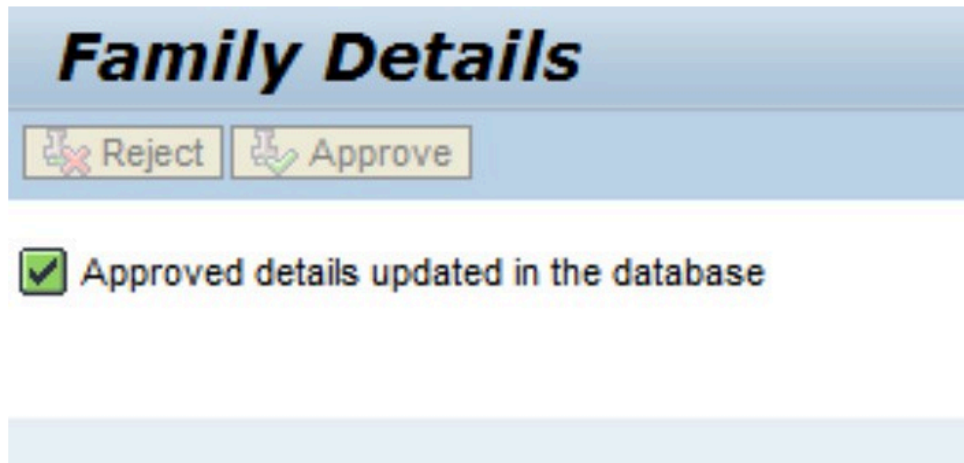 Family Details
Reject Approve
Approved details updated in the database